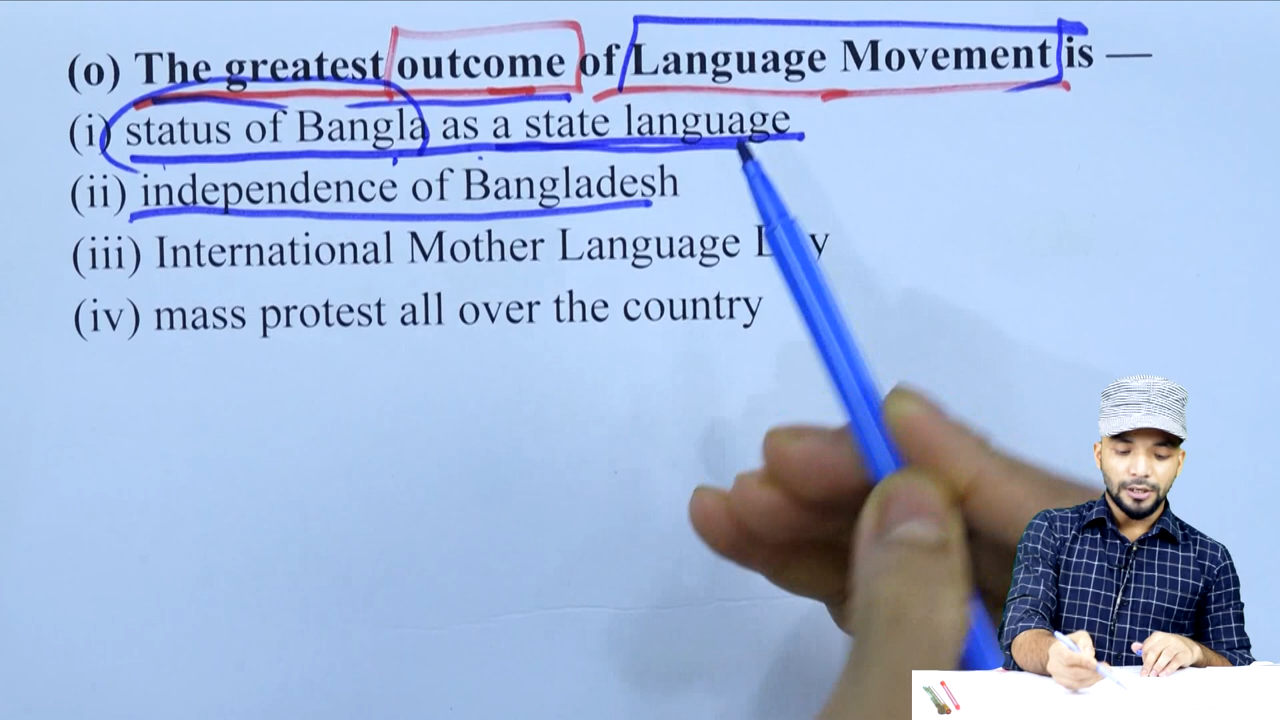 (o) The greatest outcome of Language Movement is —
(i) status of Bangla as a state language
(ii) independence of Bangladesh
(iii) International Mother Language D y
(iv) mass protest all over the country